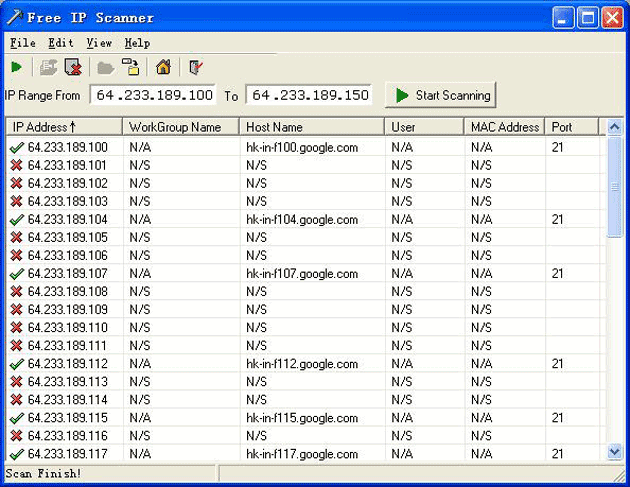 Free IP Scanner
File Edit View Help
IP Range From 64.233.189.100 To 64.233.189.150 Start Scanning
IP Address WorkGroup Name Host Name User MAC Address Port
64.233.189.100 N/A hk-in-f100.google.com N/A N/A 21
64.233.189.101 N/S N/S N/S N/S
64.233.189.102 N/S N/S N/S N/S
64.233.189.103 N/S N/S N/S N/S
64.233.189.104 N/A hk-in-f104.google.com N/A N/A 21
64.233.189.105 N/S N/S N/S N/S
64.233.189.106 N/S N/S N/S N/S
64.233.189.107 N/A hk-in-f107.google.com N/A N/A 21
64.233.189.108 N/S N/S N/S N/S
64.233.189.109 N/S N/S N/S N/S
64.233.189.110 N/S N/S N/S N/S
64.233.189.111 N/S N/S N/S N/S
64.233.189.112 N/A hk-in-f112.google.com N/A N/A 21
64.233.189.113 N/S N/S N/S N/S
64.233.189.114 N/S N/S N/S N/S
64.233.189.115 N/A hk-in-f115.google.com N/A N/A 21
64.233.189.116 N/S N/S N/S N/S
64.233.189.117 N/A hk-in-f117.google.com N/A N/A 21
Scan Finish!